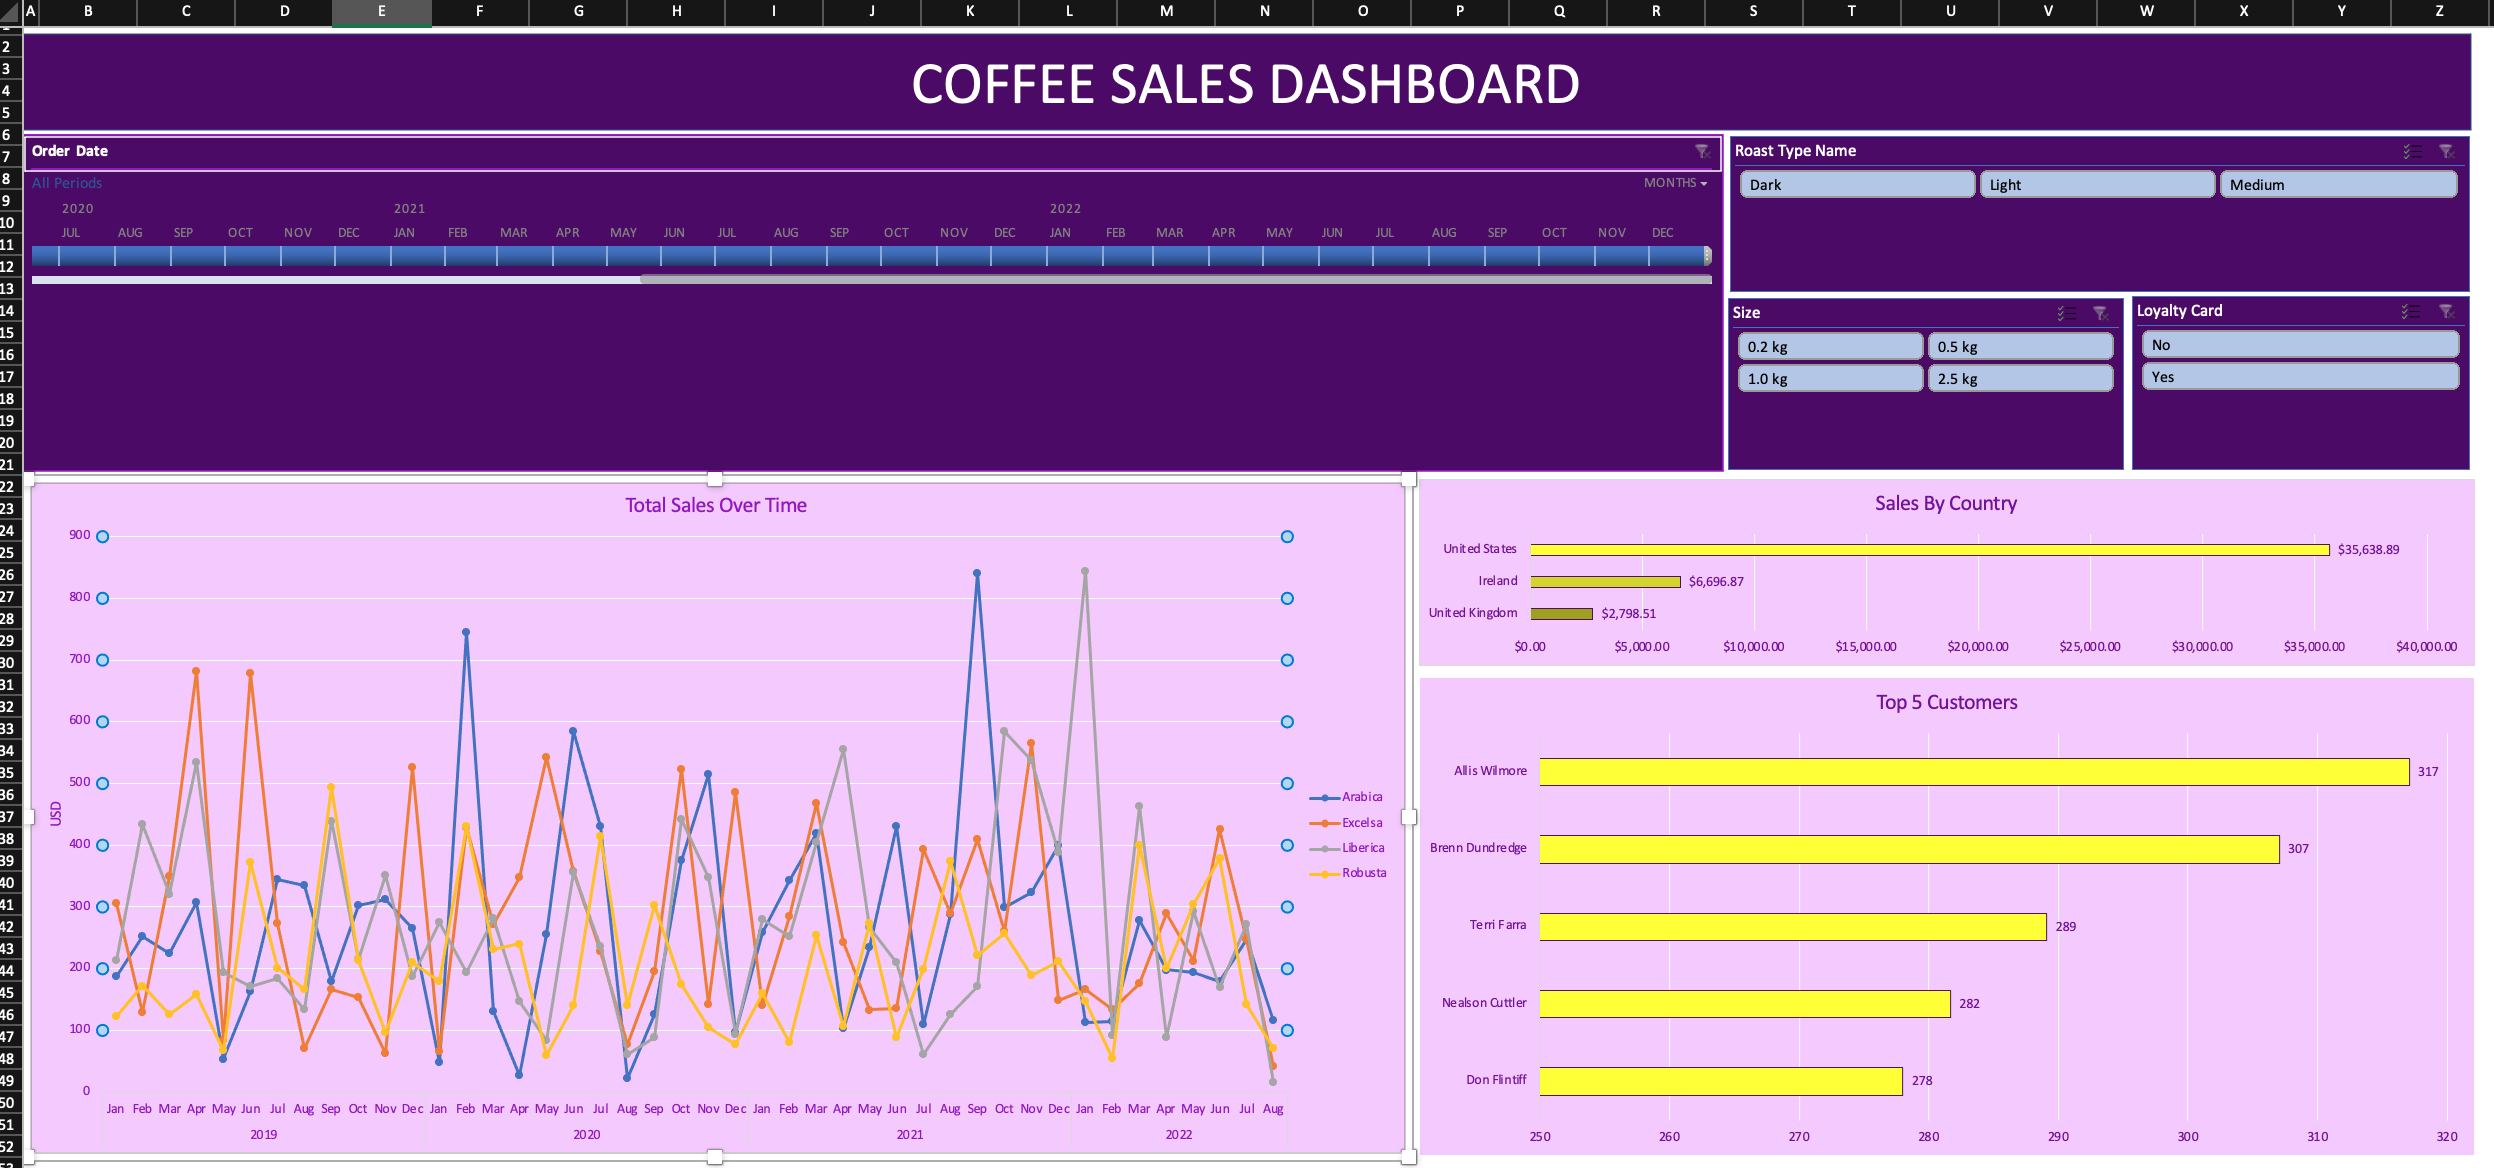 A B C D E F G H I J K L M N O P Q R S T U V W X Y Z
2
3
4
5
6
7
8
9
10
11
12
13
14
15
16
17
18
19
20
21
22
23
24
25
26
27
28
29
30
31
32
33
34
35
36
37
38
39
40
41
42
43
44
45
46
47
48
49
50
51
52
COFFEE SALES DASHBOARD
Order Date
All Periods
MONTHS
2020 2021 2022
JUL AUG SEP OCT NOV DEC JAN FEB MAR APR MAY JUN JUL AUG SEP OCT NOV DEC JAN FEB MAR APR MAY JUN JUL AUG SEP OCT NOV DEC
Roast Type Name
Dark Light Medium
Size
0.2 kg 0.5 kg
1.0 kg 2.5 kg
Loyalty Card
No
Yes
Total Sales Over Time
900
800
700
600
500
400
300
200
100
0
USD
Arabica
Excelsa
Liberica
Robusta
Jan Feb Mar Apr May Jun Jul Aug Sep Oct Nov Dec Jan Feb Mar Apr May Jun Jul Aug Sep Oct Nov Dec Jan Feb Mar Apr May Jun Jul Aug Sep Oct Nov Dec Jan Feb Mar Apr May Jun Jul Aug
2019 2020 2021 2022
Sales By Country
United States $35,638.89
Ireland $6,696.87
United Kingdom $2,798.51
$0.00 $5,000.00 $10,000.00 $15,000.00 $20,000.00 $25,000.00 $30,000.00 $35,000.00 $40,000.00
Top 5 Customers
Allis Wilmore 317
Brenn Dundredge 307
Terri Farra 289
Nealson Cuttler 282
Don Flintiff 278
250 260 270 280 290 300 310 320